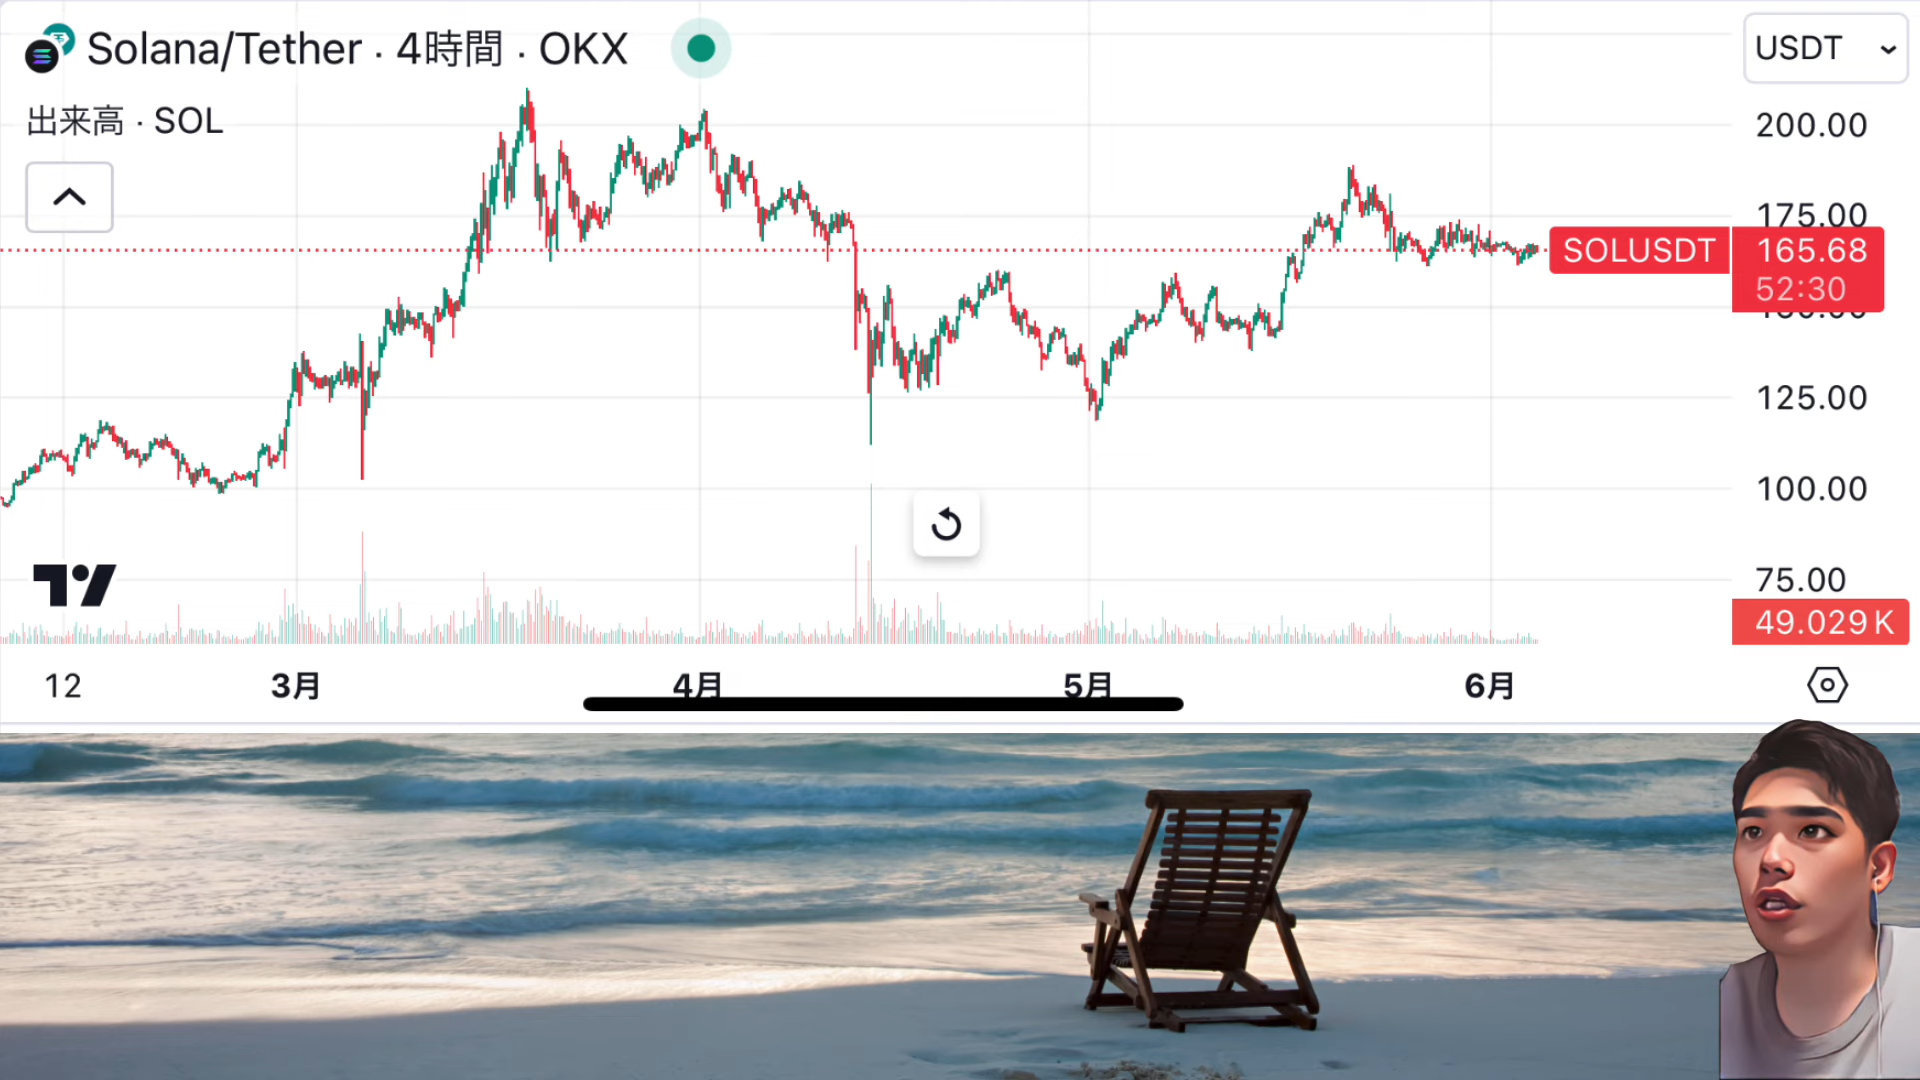 Solana/Tether · 4時間 · OKX
USDT
出来高 · SOL
200.00
175.00
SOLUSDT 165.68
52:30
125.00
100.00
75.00
49.029 K
12 3月 4月 5月 6月